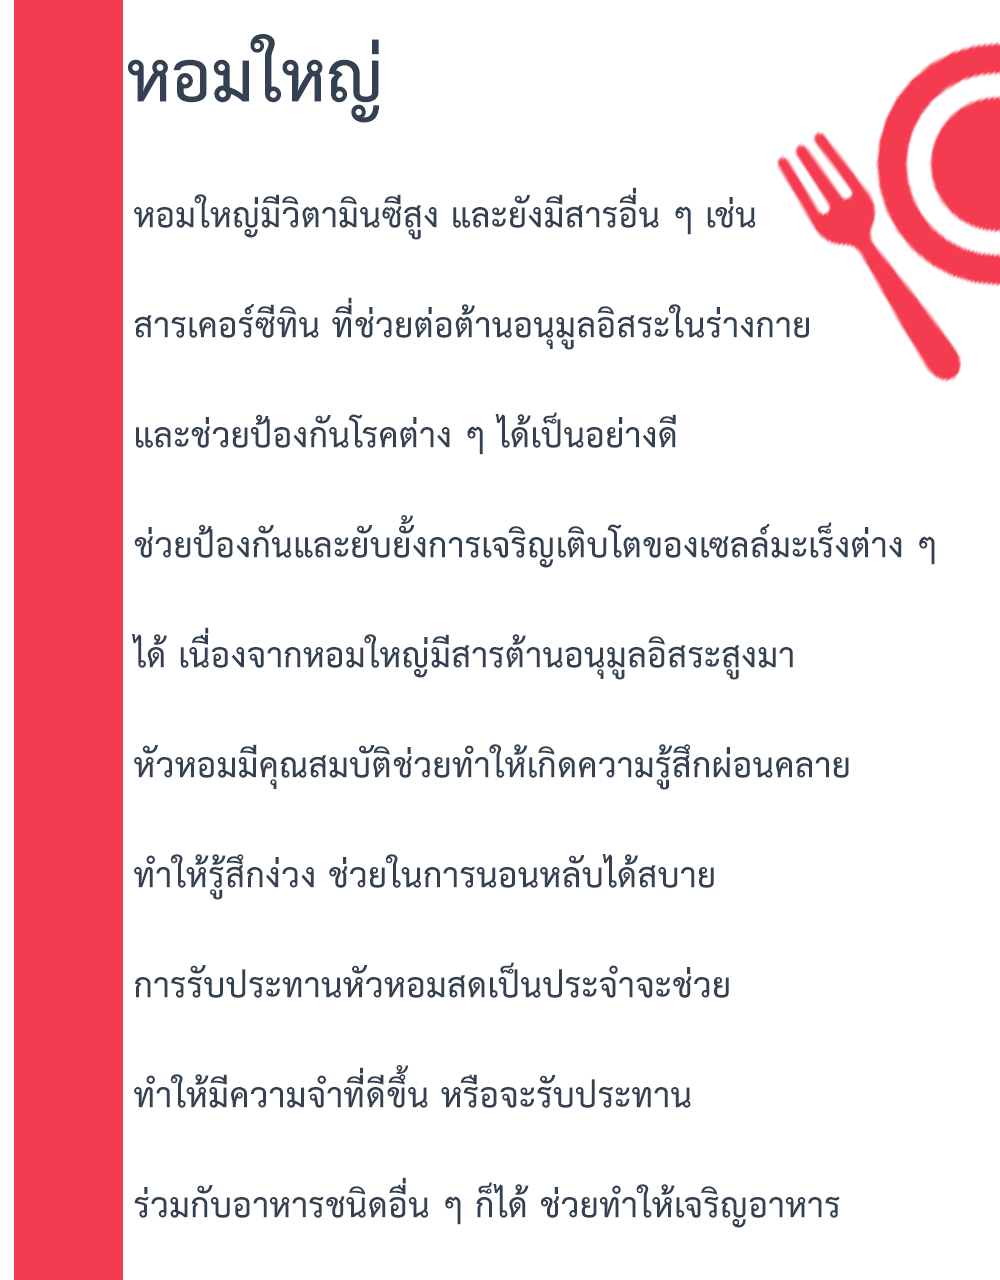 หอมใหญ่
หอมใหญ่มีวิตามินซีสูง และยังมีสารอื่น ๆ เช่น
สารเคอร์ซีทิน ที่ช่วยต่อต้านอนุมูลอิสระในร่างกาย
และช่วยป้องกันโรคต่าง ๆ ได้เป็นอย่างดี
ช่วยป้องกันและยับยั้งการเจริญเติบโตของเซลล์มะเร็งต่าง ๆ
ได้ เนื่องจากหอมใหญ่มีสารต้านอนุมูลอิสระสูงมา
หัวหอมมีคุณสมบัติช่วยทำให้เกิดความรู้สึกผ่อนคลาย
ทำให้รู้สึกง่วง ช่วยในการนอนหลับได้สบาย
การรับประทานหัวหอมสดเป็นประจำจะช่วย
ทำให้มีความจำที่ดีขึ้น หรือจะรับประทาน
ร่วมกับอาหารชนิดอื่น ๆ ก็ได้ ช่วยทำให้เจริญอาหาร